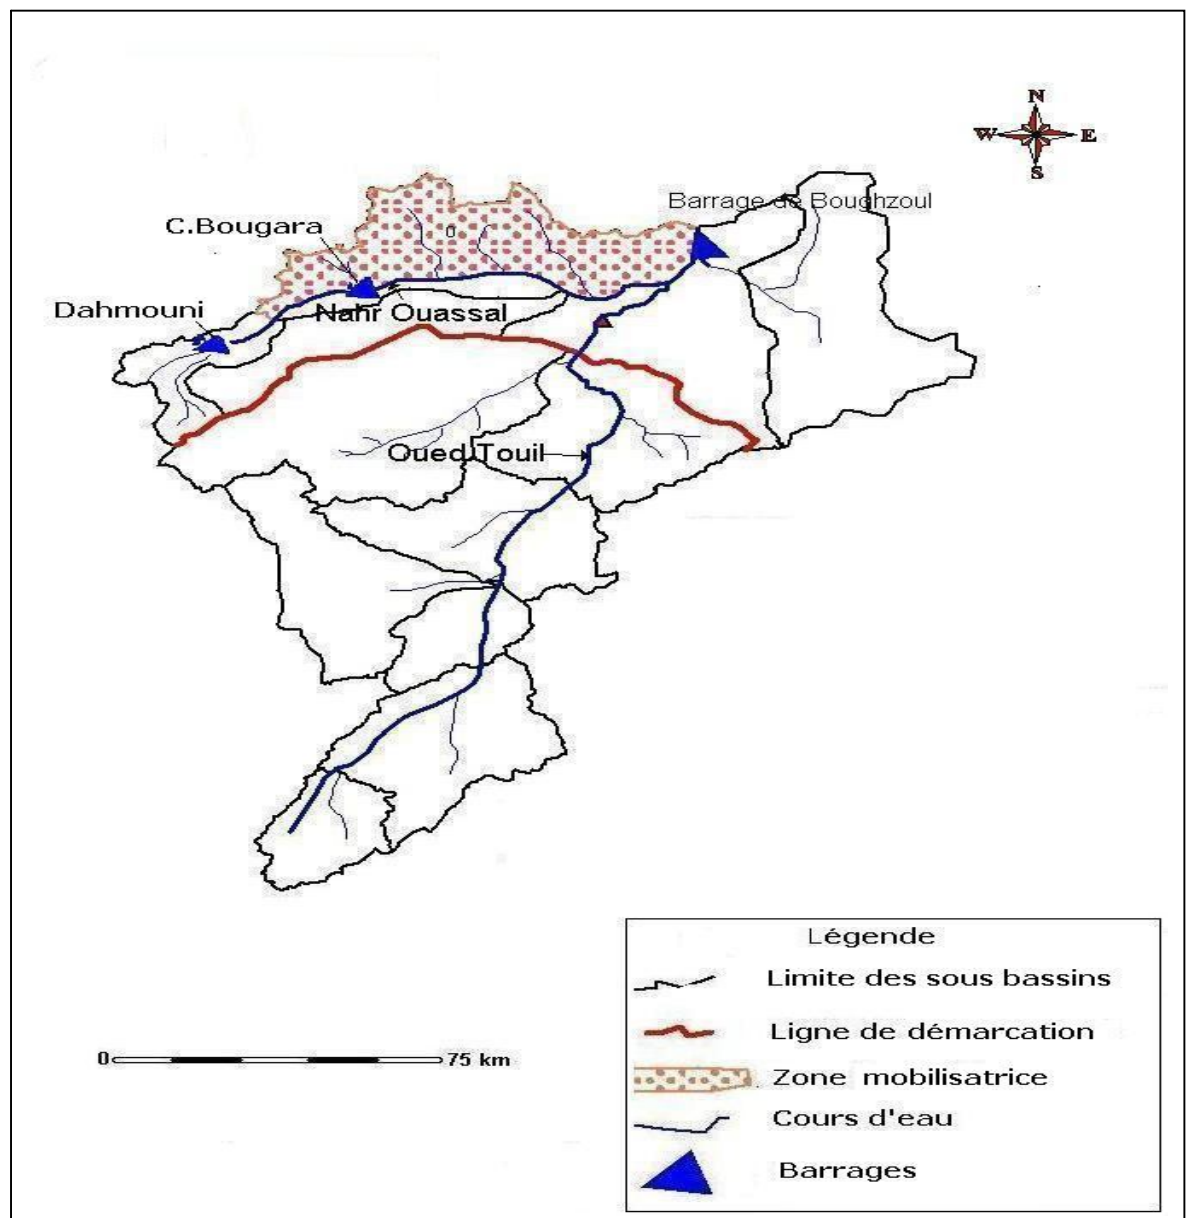 N
W E
S
Barrage de Boughzoul
C.Bougara
0
Dahmouni
Nahr Ouassal
Oued Touil
Légende
Limite des sous bassins
Ligne de démarcation
0 75 km
Zone mobilisatrice
Cours d'eau
Barrages